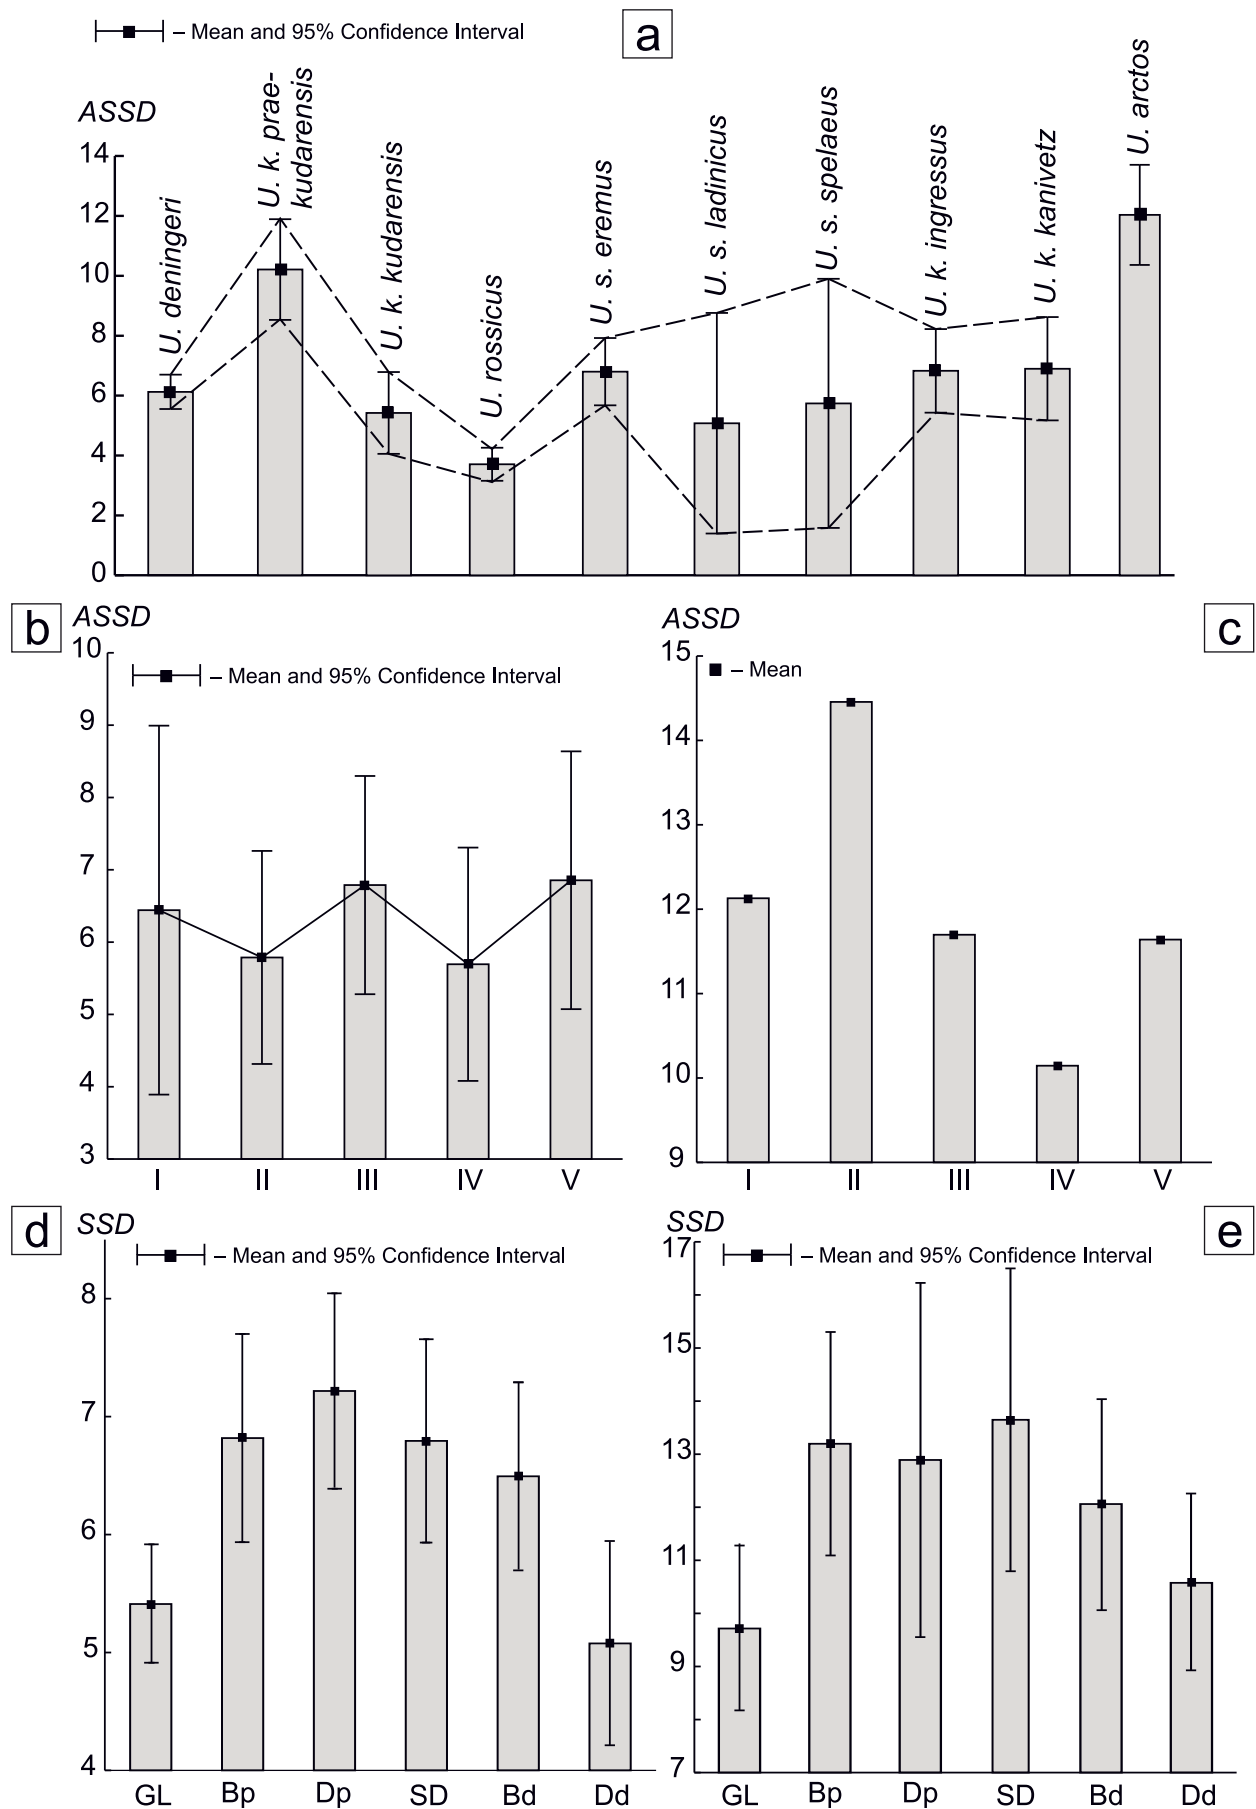 – Mean and 95% Confidence Interval
a
ASSD
U. deningeri
U. k. prae-
kudarensis
U. k. kudarensis
U. rossicus
U. s. eremus
U. s. ladinicus
U. s. spelaeus
U. k. ingressus
U. k. kanivetz
U. arctos
14
12
10
8
6
4
2
0
b
ASSD
– Mean and 95% Confidence Interval
10
9
8
7
6
5
4
3
I II III IV V
c
ASSD
– Mean
15
14
13
12
11
10
9
I II III IV V
d
SSD
– Mean and 95% Confidence Interval
8
7
6
5
4
GL Bp Dp SD Bd Dd
e
SSD
– Mean and 95% Confidence Interval
17
15
13
11
9
7
GL Bp Dp SD Bd Dd